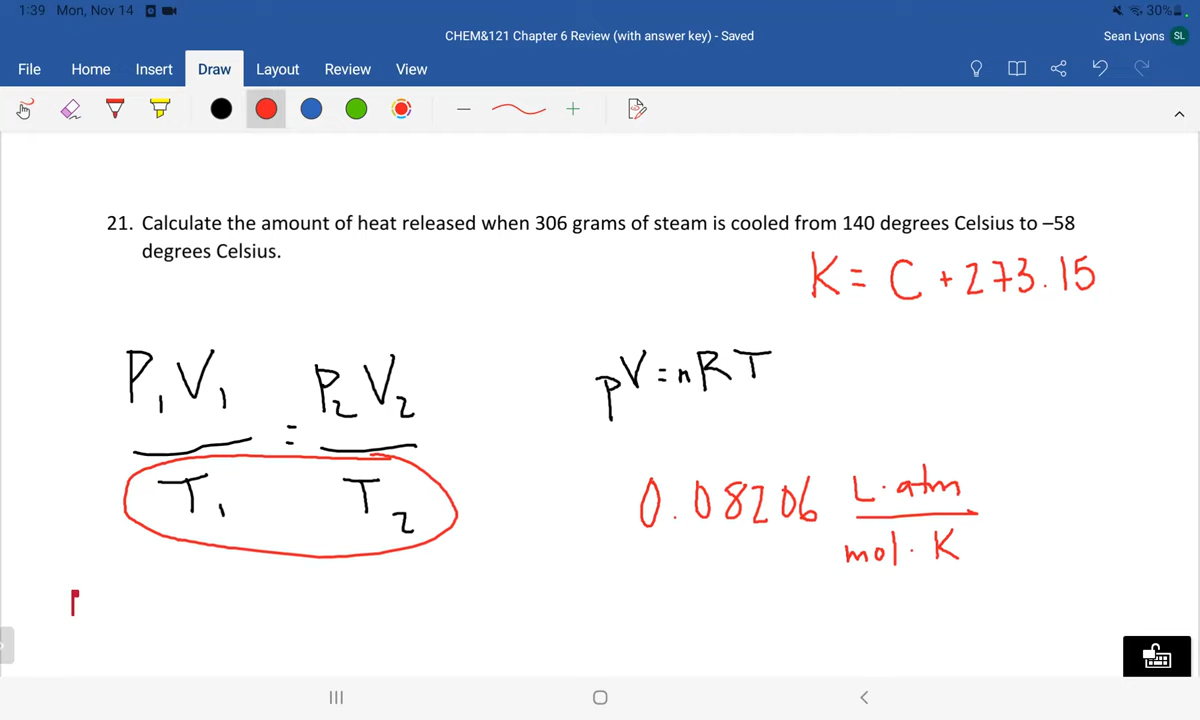 1:39 Mon, Nov 14 30%
CHEM&121 Chapter 6 Review (with answer key) - Saved
Sean Lyons SL
File Home Insert Draw Layout Review View
21. Calculate the amount of heat released when 306 grams of steam is cooled from 140 degrees Celsius to –58
degrees Celsius.
K = C + 273.15
P₁V₁ / T₁ = P₂V₂ / T₂
PV = nRT
0.08206 L·atm / mol·K